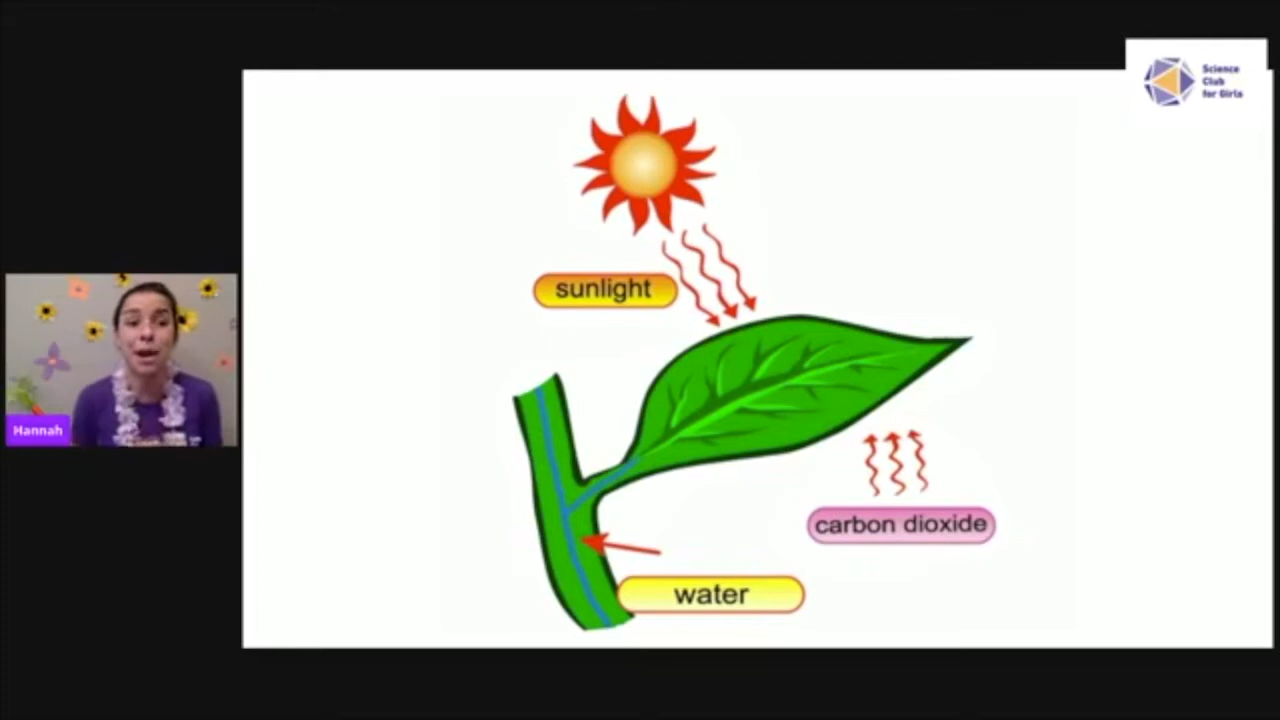 Science
Club
for Girls
sunlight
Hannah
carbon dioxide
water